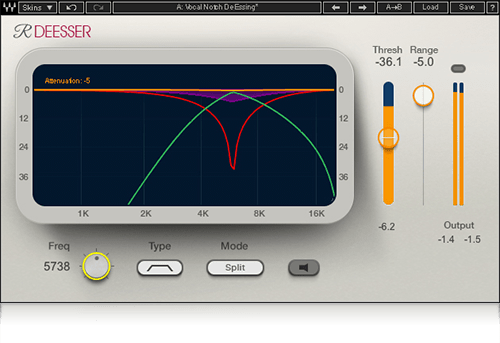 Skins
A: Vocal Notch DeEssing*
A→B
Load
Save
?
R DEESSER
Thresh
Range
-36.1
-5.0
Attenuation: -5
0
0
12
12
24
24
36
36
1K
2K
4K
8K
16K
-6.2
Output
-1.4
-1.5
Freq
Type
Mode
5738
Split